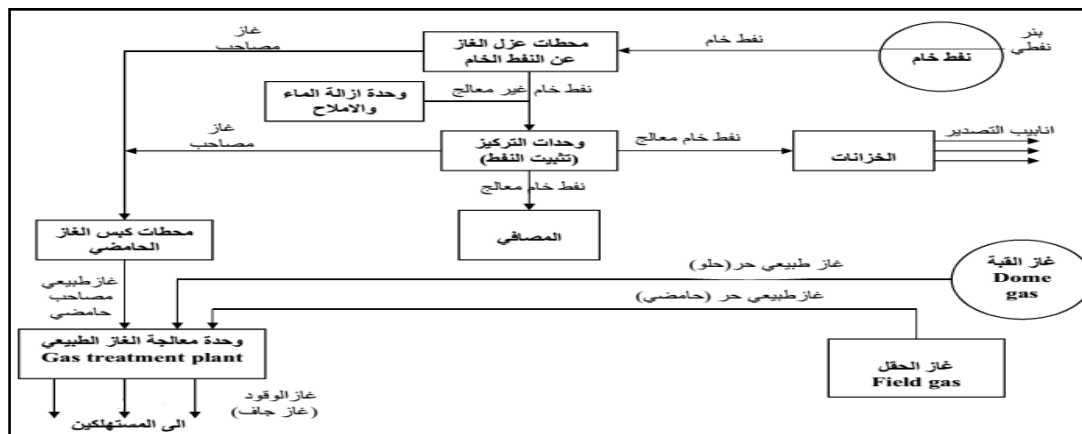 بئر
نفطي
نفط خام
نفط خام
محطات عزل الغاز
عن النفط الخام
غاز
مصاحب
نفط خام غير معالج
وحدة ازالة الماء
والاملاح
وحدات التركيز
(تثبيت النفط)
غاز
مصاحب
نفط خام معالج
الخزانات
انابيب التصدير
نفط خام معالج
المصافي
محطات كبس الغاز
الحامضي
غاز القبة
Dome
gas
غاز طبيعي حر (حلو)
غاز طبيعي حر (حامضي)
غاز طبيعي
مصاحب
حامضي
وحدة معالجة الغاز الطبيعي
Gas treatment plant
غاز الحقل
Field gas
غاز الوقود
(غاز جاف)
الى المستهلكين